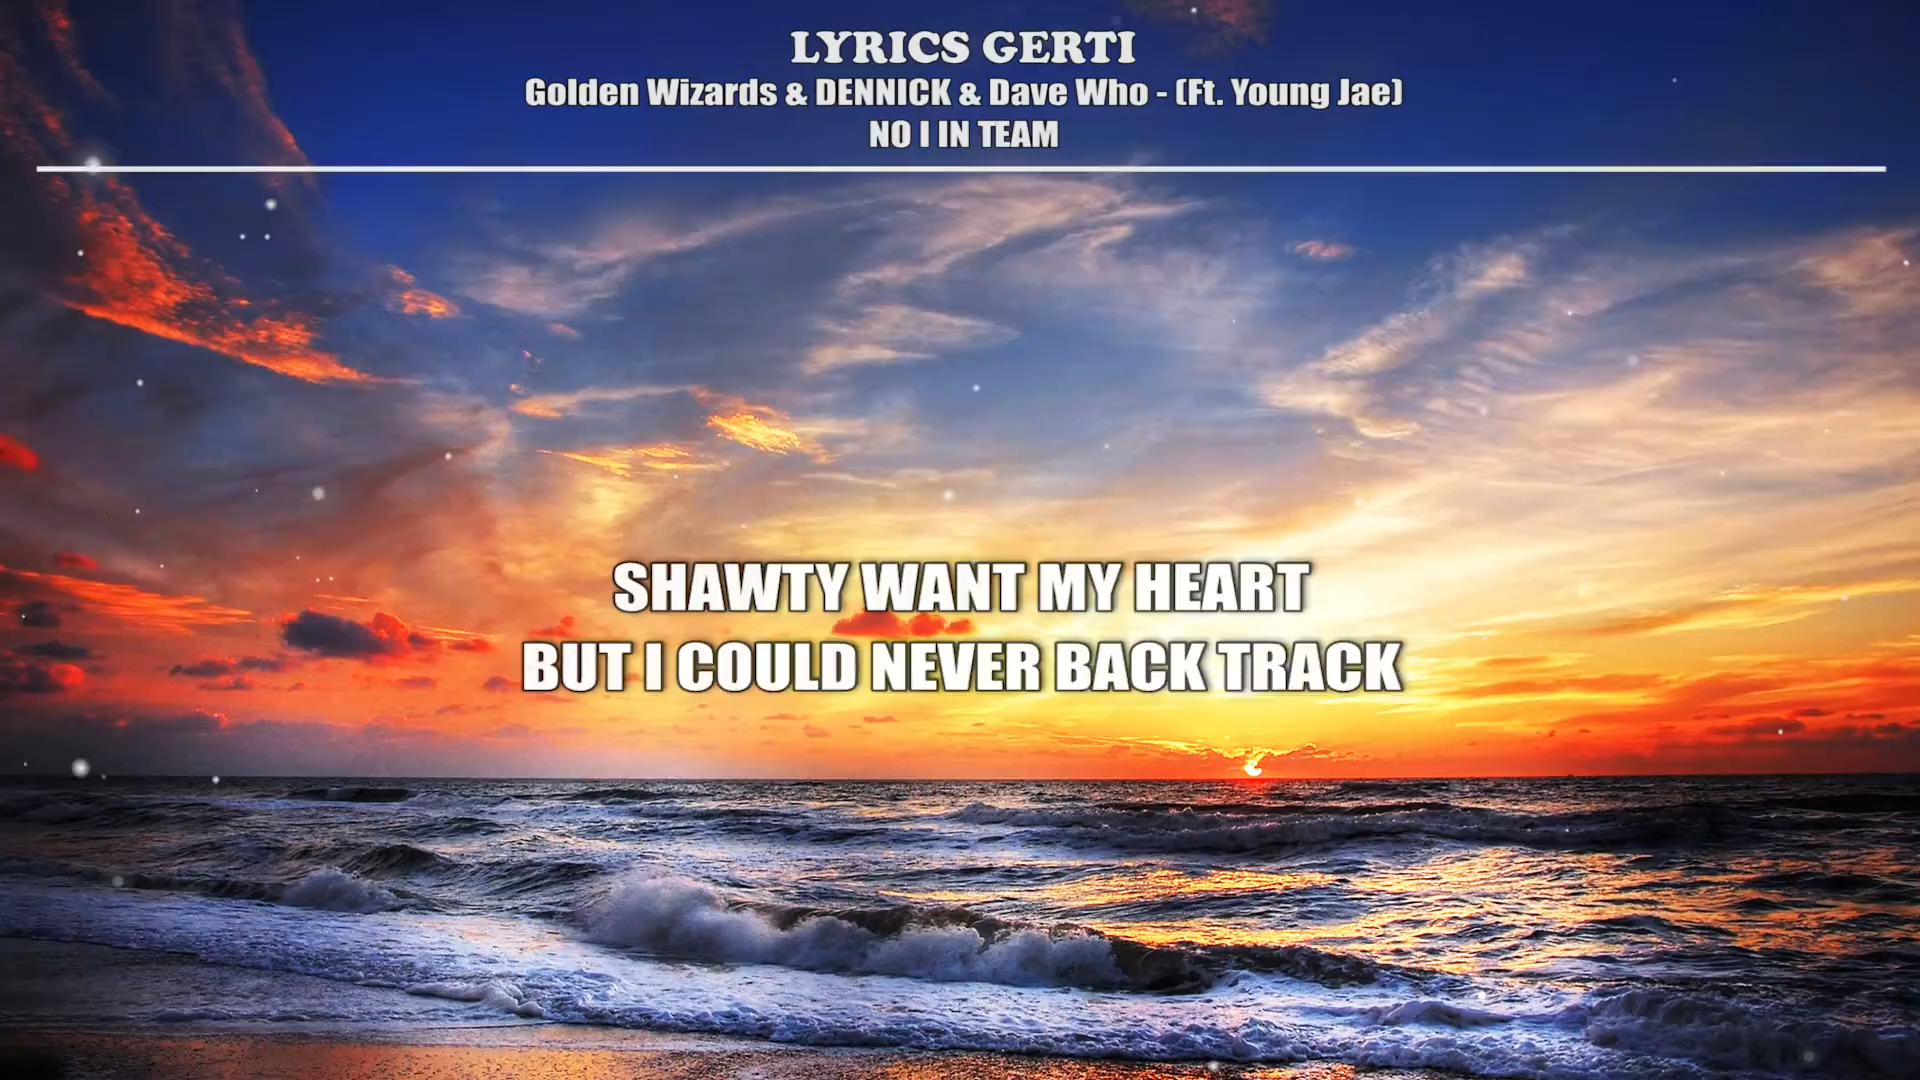 LYRICS GERTI
Golden Wizards & DENNICK & Dave Who - (Ft. Young Jae)
NO I IN TEAM
SHAWTY WANT MY HEART
BUT I COULD NEVER BACK TRACK